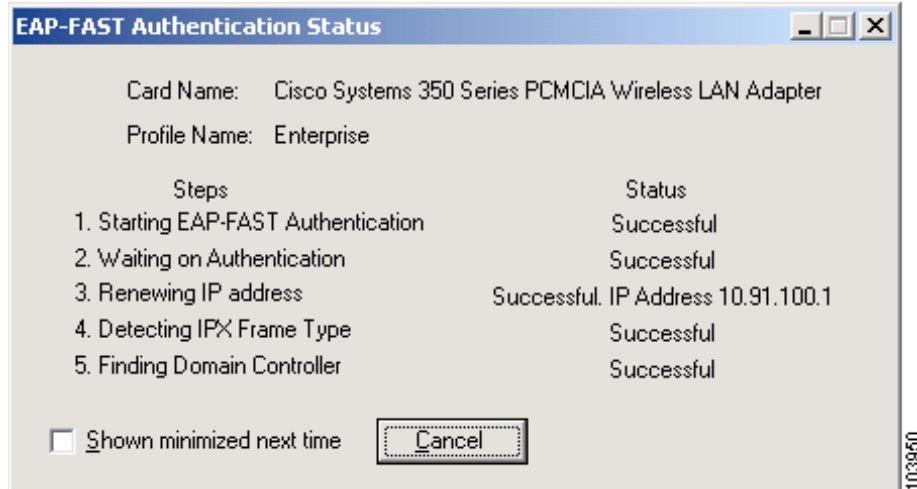 EAP-FAST Authentication Status
Card Name: Cisco Systems 350 Series PCMCIA Wireless LAN Adapter
Profile Name: Enterprise
Steps Status
1. Starting EAP-FAST Authentication Successful
2. Waiting on Authentication Successful
3. Renewing IP address Successful. IP Address 10.91.100.1
4. Detecting IPX Frame Type Successful
5. Finding Domain Controller Successful
Shown minimized next time Cancel
103950